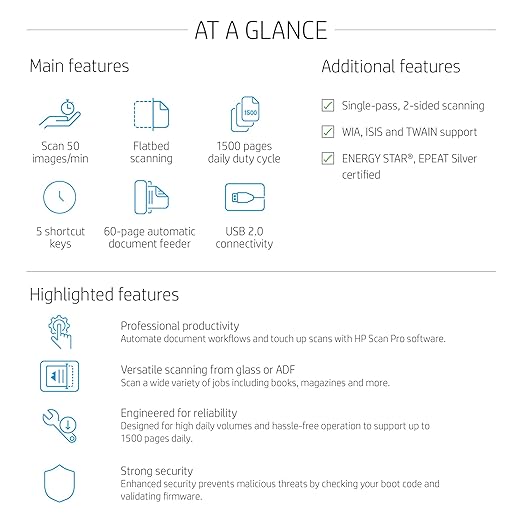 AT A GLANCE
Main features
Scan 50
images/min
Flatbed
scanning
1500
1500 pages
daily duty cycle
5 shortcut
keys
60-page automatic
document feeder
USB 2.0
connectivity
Additional features
Single-pass, 2-sided scanning
WIA, ISIS and TWAIN support
ENERGY STAR®, EPEAT Silver
certified
Highlighted features
Professional productivity
Automate document workflows and touch up scans with HP Scan Pro software.
Versatile scanning from glass or ADF
Scan a wide variety of jobs including books, magazines and more.
Engineered for reliability
Designed for high daily volumes and hassle-free operation to support up to
1500 pages daily.
Strong security
Enhanced security prevents malicious threats by checking your boot code and
validating firmware.